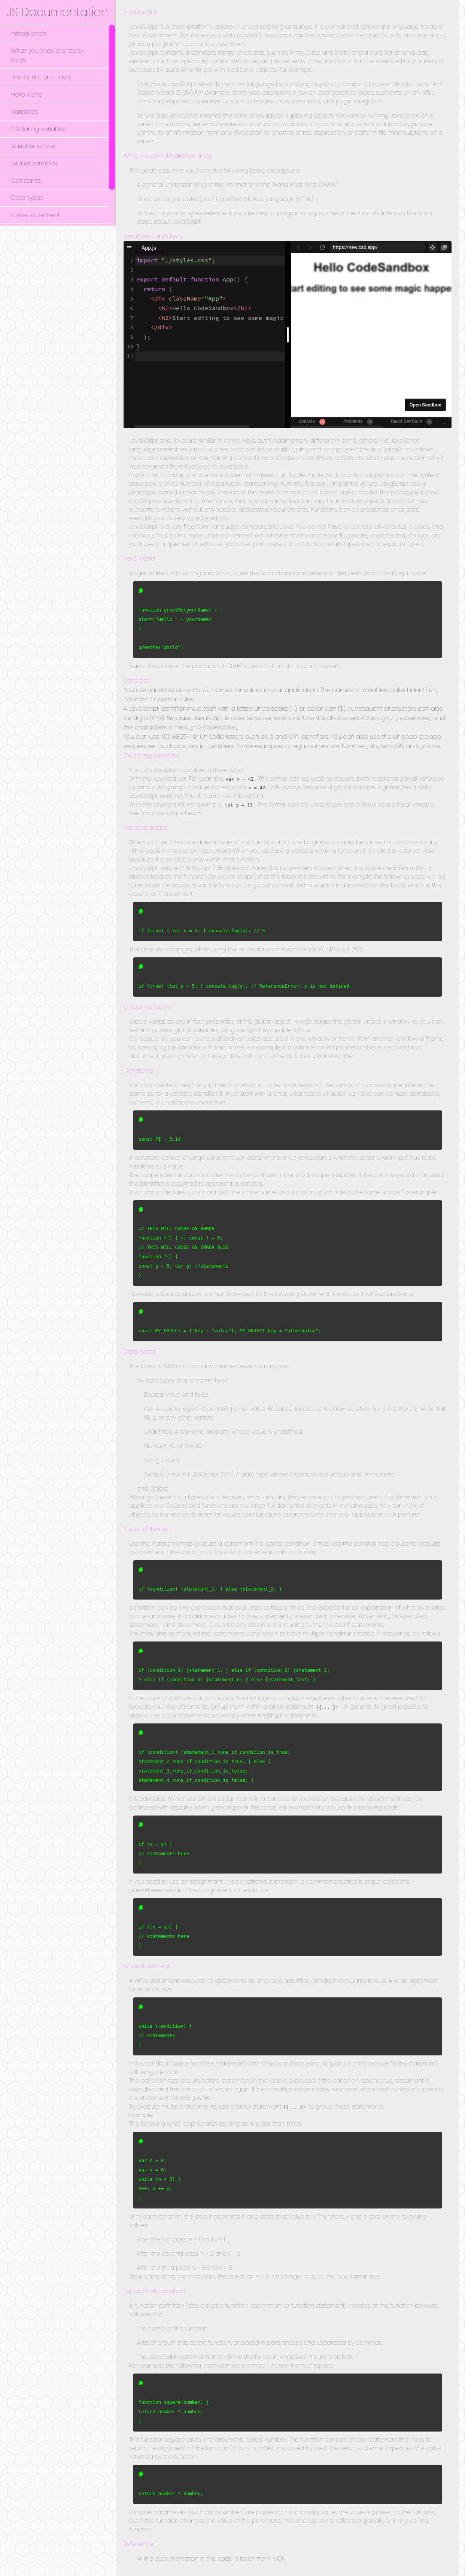 JS Documentation
Introduction
What you should already
know
JavaScript and Java
Hello world
Variables
Declaring variables
Variable scope
Global variables
Constants
Data types
if...else statement
Introduction
JavaScript is a cross-platform, object-oriented scripting language. It is a small and lightweight language. Inside a
host environment (for example, a web browser), JavaScript can be connected to the objects of its environment to
provide programmatic control over them.
JavaScript contains a standard library of objects, such as Array, Date, and Math, and a core set of language
elements such as operators, control structures, and statements. Core JavaScript can be extended for a variety of
purposes by supplementing it with additional objects; for example:
Client-side JavaScript extends the core language by supplying objects to control a browser and its Document
Object Model (DOM). For example, client-side extensions allow an application to place elements on an HTML
form and respond to user events such as mouse clicks, form input, and page navigation.
Server-side JavaScript extends the core language by supplying objects relevant to running JavaScript on a
server. For example, server-side extensions allow an application to communicate with a database, provide
continuity of information from one invocation to another of the application, or perform file manipulations on a
server.
What you should already know
This guide assumes you have the following basic background:
A general understanding of the Internet and the World Wide Web (WWW).
Good working knowledge of HyperText Markup Language (HTML).
Some programming experience. If you are new to programming, try one of the tutorials linked on the main
page about JavaScript.
JavaScript and Java
App.js
1 import "./styles.css";
2
3 export default function App() {
4 return (
5 <div className="App">
6 <h1>Hello CodeSandbox</h1>
7 <h2>Start editing to see some magic
8 </div>
9 );
10 }
11
https://new.csb.app/
Hello CodeSandbox
tart editing to see some magic happe
Open Sandbox
Console
Problems
React DevTools
JavaScript and Java are similar in some ways but fundamentally different in some others. The JavaScript
language resembles Java but does not have Java's static typing and strong type checking. JavaScript follows
most Java expression syntax, naming conventions and basic control-flow constructs which was the reason why it
was renamed from LiveScript to JavaScript.
In contrast to Java's compile-time system of classes built by declarations, JavaScript supports a runtime system
based on a small number of data types representing numeric, Boolean, and string values. JavaScript has a
prototype-based object model instead of the more common class-based object model. The prototype-based
model provides dynamic inheritance; that is, what is inherited can vary for individual objects. JavaScript also
supports functions without any special declarative requirements. Functions can be properties of objects,
executing as loosely typed methods.
JavaScript is a very free-form language compared to Java. You do not have to declare all variables, classes, and
methods. You do not have to be concerned with whether methods are public, private, or protected, and you do
not have to implement interfaces. Variables, parameters, and function return types are not explicitly typed.
Hello world
To get started with writing JavaScript, open the Scratchpad and write your first Hello world JavaScript code:
function greetMe(yourName) {
alert("Hello " + yourName)
}
greetMe("World")
Select the code in the pad and hit Ctrl+R to watch it unfold in your browser!
Variables
You use variables as symbolic names for values in your application. The names of variables, called identifiers,
conform to certain rules.
A JavaScript identifier must start with a letter, underscore (_), or dollar sign ($); subsequent characters can also
be digits (0-9). Because JavaScript is case sensitive, letters include the characters A through Z (uppercase) and
the characters a through z (lowercase).
You can use ISO 8859-1 or Unicode letters such as å and ü in identifiers. You can also use the Unicode escape
sequences as characters in identifiers. Some examples of legal names are Number_hits, temp99, and _name.
Declaring variables
You can declare a variable in three ways:
With the keyword var. For example, var x = 42. This syntax can be used to declare both local and global variables.
By simply assigning it a value. For example, x = 42. This always declares a global variable. It generates a strict
JavaScript warning. You shouldn't use this variant.
With the keyword let. For example, let y = 13. This syntax can be used to declare a block scope local variable.
See Variable scope below.
Variable scope
When you declare a variable outside of any function, it is called a global variable, because it is available to any
other code in the current document. When you declare a variable within a function, it is called a local variable,
because it is available only within that function.
JavaScript before ECMAScript 2015 does not have block statement scope; rather, a variable declared within a
block is local to the function (or global scope) that the block resides within. For example the following code will log
5, because the scope of x is the function (or global context) within which x is declared, not the block, which in this
case is an if statement.
if (true) { var x = 5; } console.log(x); // 5
This behavior changes, when using the let declaration introduced in ECMAScript 2015.
if (true) {let y = 5; } console.log(y); // ReferenceError: y is not defined
Global variables
Global variables are in fact properties of the global object. In web pages the global object is window, so you can
set and access global variables using the window.variable syntax.
Consequently, you can access global variables declared in one window or frame from another window or frame
by specifying the window or frame name. For example, if a variable called phoneNumber is declared in a
document, you can refer to this variable from an iframe as parent.phoneNumber.
Constants
You can create a read-only, named constant with the const keyword. The syntax of a constant identifier is the
same as for a variable identifier: it must start with a letter, underscore or dollar sign and can contain alphabetic,
numeric, or underscore characters.
const PI = 3.14;
A constant cannot change value through assignment or be re-declared while the script is running. It has to be
initialized to a value.
The scope rules for constants are the same as those for let block scope variables. If the const keyword is omitted,
the identifier is assumed to represent a variable.
You cannot declare a constant with the same name as a function or variable in the same scope. For example:
// THIS WILL CAUSE AN ERROR
function f() { }; const f = 5;
// THIS WILL CAUSE AN ERROR ALSO
function f() {
const g = 5; var g; //statements
}
However, object attributes are not protected, so the following statement is executed without problems.
const MY_OBJECT = {"key": "value"}; MY_OBJECT.key = "otherValue";
Data types
The latest ECMAScript standard defines seven data types:
Six data types that are primitives:
Boolean. true and false.
null. A special keyword denoting a null value. Because JavaScript is case-sensitive, null is not the same as Null,
NULL, or any other variant.
undefined. A top-level property whose value is undefined.
Number. 42 or 3.14159.
String. Howdy
Symbol (new in ECMAScript 2015). A data type whose instances are unique and immutable.
and Object
Although these data types are a relatively small amount, they enable you to perform useful functions with your
applications. Objects and functions are the other fundamental elements in the language. You can think of
objects as named containers for values, and functions as procedures that your application can perform.
if...else statement
Use the if statement to execute a statement if a logical condition is true. Use the optional else clause to execute
a statement if the condition is false. An if statement looks as follows:
if (condition) {statement_1; } else {statement_2; }
condition can be any expression that evaluates to true or false. See Boolean for an explanation of what evaluates
to true and false. If condition evaluates to true, statement_1 is executed; otherwise, statement_2 is executed.
statement_1 and statement_2 can be any statement, including further nested if statements.
You may also compound the statements using else if to have multiple conditions tested in sequence, as follows:
if (condition_1) {statement_1; } else if (condition_2) {statement_2;
} else if (condition_n) {statement_n; } else {statement_last; }
In the case of multiple conditions only the first logical condition which evaluates to true will be executed. To
execute multiple statements, group them within a block statement ({... }) . In general, it's good practice to
always use block statements, especially when nesting if statements:
if (condition) {statement_1_runs_if_condition_is_true;
statement_2_runs_if_condition_is_true; } else {
statement_3_runs_if_condition_is_false;
statement_4_runs_if_condition_is_false; }
It is advisable to not use simple assignments in a conditional expression, because the assignment can be
confused with equality when glancing over the code. For example, do not use the following code:
if (x = y) {
// statements here
}
If you need to use an assignment in a conditional expression, a common practice is to put additional
parentheses around the assignment. For example:
if ((x = y)) {
// statements here
}
while statement
A while statement executes its statements as long as a specified condition evaluates to true. A while statement
looks as follows:
while (condition) {
// statements
}
If the condition becomes false, statement within the loop stops executing and control passes to the statement
following the loop.
The condition test occurs before statement in the loop is executed. If the condition returns true, statement is
executed and the condition is tested again. If the condition returns false, execution stops and control is passed to
the statement following while.
To execute multiple statements, use a block statement ({... }) to group those statements.
Example:
The following while loop iterates as long as n is less than three:
var n = 0;
var x = 0;
while (n < 3) {
n++; x += n;
}
With each iteration, the loop increments n and adds that value to x. Therefore, x and n take on the following
values:
After the first pass: n = 1 and x = 1
After the second pass: n = 2 and x = 3
After the third pass: n = 3 and x = 6
After completing the third pass, the condition n < 3 is no longer true, so the loop terminates.
Function declarations
A function definition (also called a function declaration, or function statement) consists of the function keyword,
followed by:
The name of the function.
A list of arguments to the function, enclosed in parentheses and separated by commas.
The JavaScript statements that define the function, enclosed in curly brackets,
For example, the following code defines a simple function named square:
function square(number) {
return number * number;
}
The function square takes one argument, called number. The function consists of one statement that says to
return the argument of the function (that is, number) multiplied by itself. The return statement specifies the value
returned by the function.
return number * number;
Primitive parameters (such as a number) are passed to functions by value; the value is passed to the function,
but if the function changes the value of the parameter, this change is not reflected globally or in the calling
function.
Reference
All the documentation in this page is taken from MDN